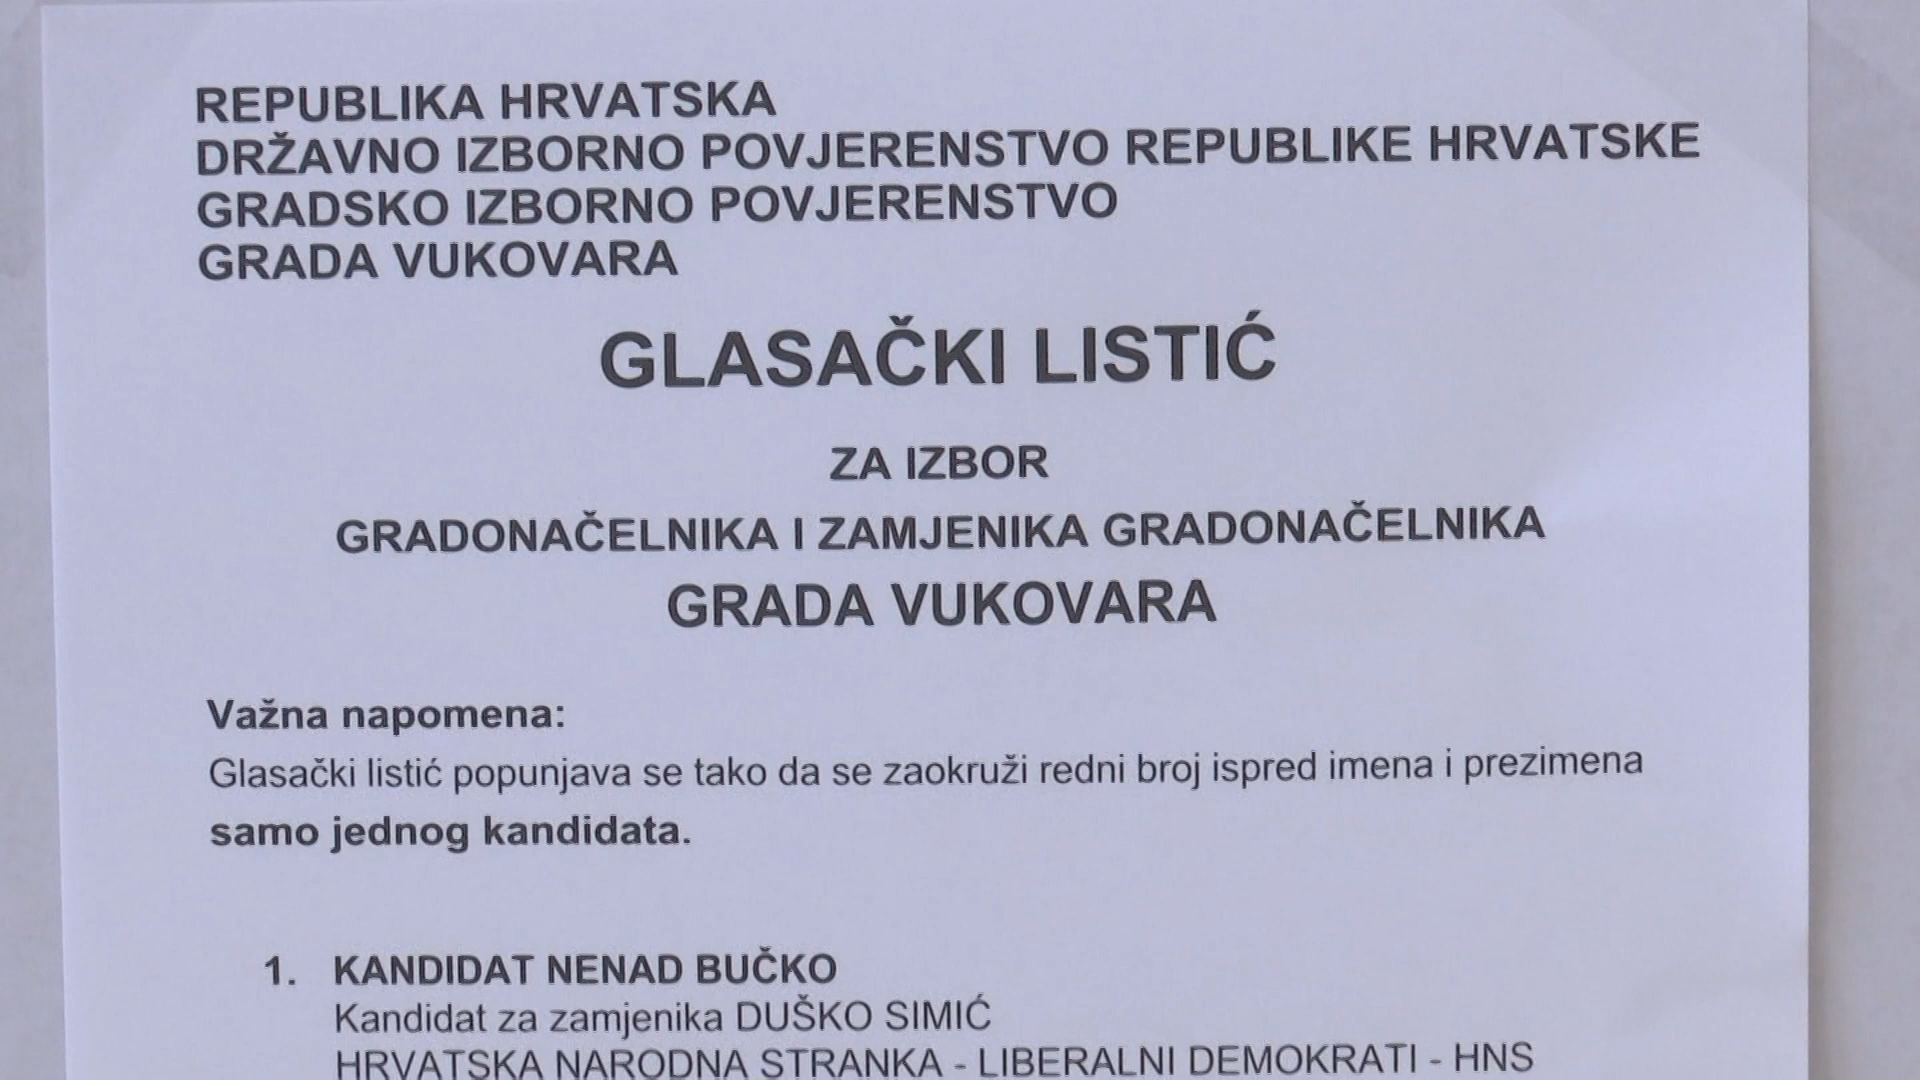 REPUBLIKA HRVATSKA
DRŽAVNO IZBORNO POVJERENSTVO REPUBLIKE HRVATSKE
GRADSKO IZBORNO POVJERENSTVO
GRADA VUKOVARA
GLASAČKI LISTIĆ
ZA IZBOR
GRADONAČELNIKA I ZAMJENIKA GRADONAČELNIKA
GRADA VUKOVARA
Važna napomena:
Glasački listić popunjava se tako da se zaokruži redni broj ispred imena i prezimena
samo jednog kandidata.
1. KANDIDAT NENAD BUČKO
Kandidat za zamjenika DUŠKO SIMIĆ
HRVATSKA NARODNA STRANKA - LIBERALNI DEMOKRATI - HNS